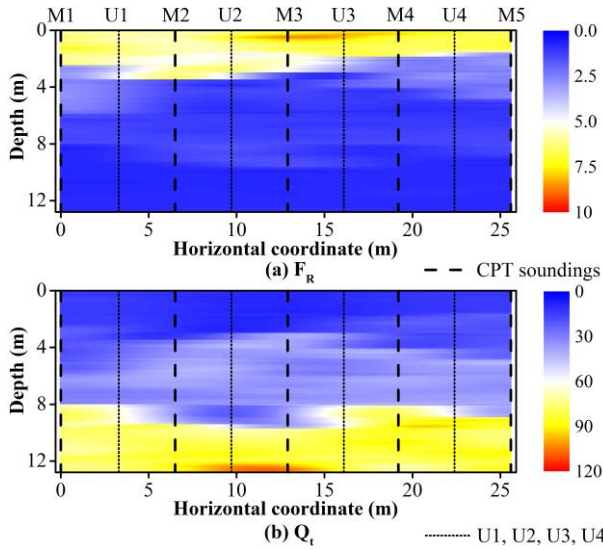 M1 U1 M2 U2 M3 U3 M4 U4 M5
0
4
8
12
Depth (m)
0 5 10 15 20 25
Horizontal coordinate (m)
0.0
2.5
5.0
7.5
10
(a) F_R
CPT soundings
0
4
8
12
Depth (m)
0 5 10 15 20 25
Horizontal coordinate (m)
0
30
60
90
120
(b) Q_t
U1, U2, U3, U4